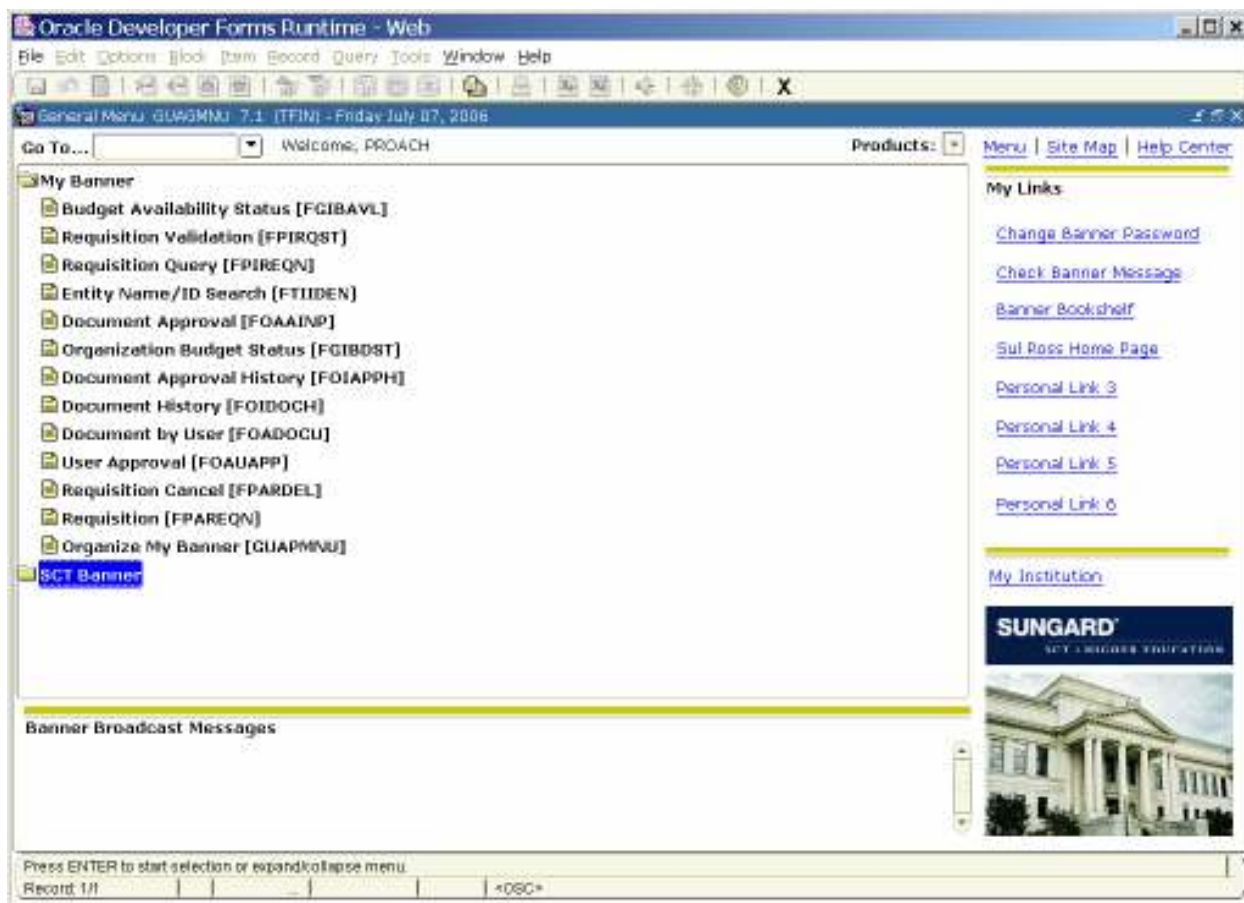 Oracle Developer Forms Runtime - Web
File Edit Options Block Item Record Query Tools Window Help
General Menu GUAGMNU 7.1 (TFIN) - Friday July 07, 2006
Go To... Welcome, PROACH Products: Menu | Site Map | Help Center
My Banner
Budget Availability Status [FGIBAVL]
Requisition Validation [FPIRQST]
Requisition Query [FPIREQN]
Entity Name/ID Search [FTIIDEN]
Document Approval [FOAAINP]
Organization Budget Status [FGIBDST]
Document Approval History [FOIAPPH]
Document History [FOIDOCH]
Document by User [FOADOCU]
User Approval [FOAUAPP]
Requisition Cancel [FPARDEL]
Requisition [FPAREQN]
Organize My Banner [GUAPMNU]
SCT Banner
My Links
Change Banner Password
Check Banner Message
Banner Bookshelf
Sul Ross Home Page
Personal Link 3
Personal Link 4
Personal Link 5
Personal Link 6
My Institution
SUNGARD
SCT HIGHER EDUCATION
Banner Broadcast Messages
Press ENTER to start selection or expand/collapse menu.
Record: 1/1 ... <OSC>